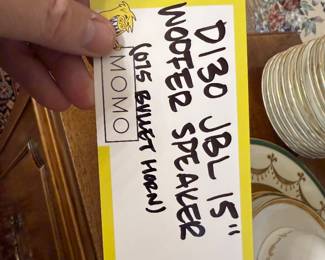 MOMO
D130 JBL 15"
WOOFER SPEAKER
(075 BULLET HORN)